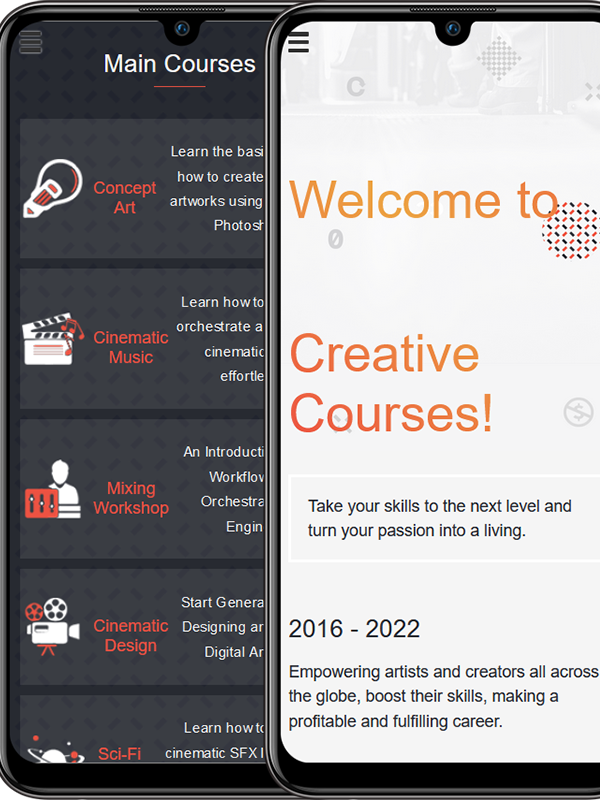 Main Courses
Concept
Art
Learn the basi
how to create
artworks using
Photosh
Cinematic
Music
Learn how to
orchestrate a
cinematic
effortle
Mixing
Workshop
An Introducti
Workflow
Orchestra
Engin
Cinematic
Design
Start Genera
Designing an
Digital Ar
Sci-Fi
Learn how to
cinematic SFX l
Welcome to
Creative
Courses!
Take your skills to the next level and
turn your passion into a living.
2016 - 2022
Empowering artists and creators all across
the globe, boost their skills, making a
profitable and fulfilling career.